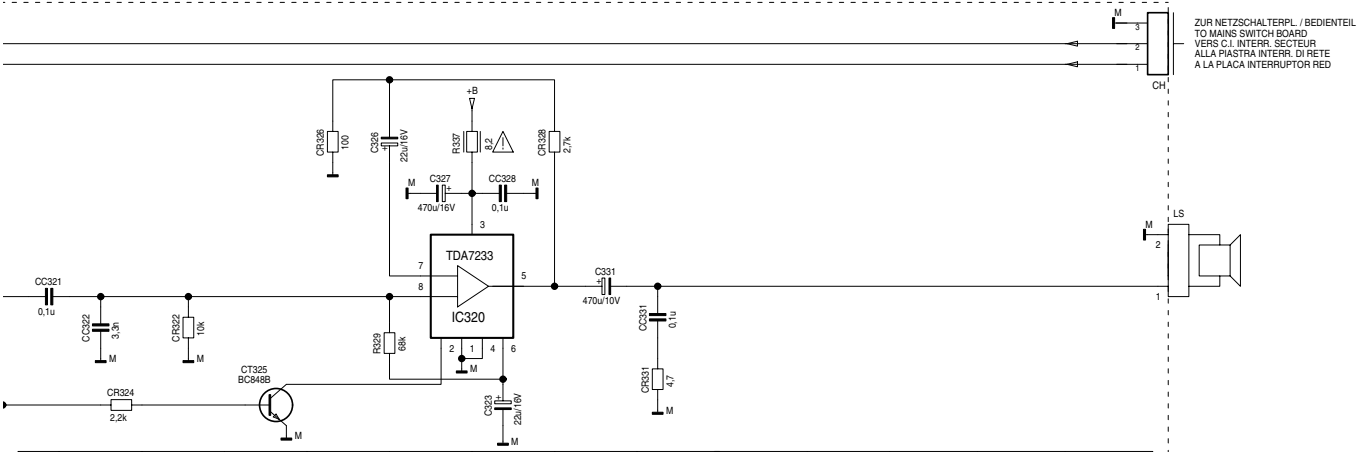 M
3
2
1
CH
ZUR NETZSCHALTERPL. / BEDIENTEIL
TO MAINS SWITCH BOARD
VERS C.I. INTERR. SECTEUR
ALLA PIASTRA INTERR. DI RETE
A LA PLACA INTERRUPTOR RED
+B
CR326
100
C326
22u/16V
+
R337
8,2
!
CR328
2,7k
M
C327
+
470u/16V
CC328
0,1u
M
3
TDA7233
7
8
5
IC320
2
1
4
6
M
CC321
0,1u
CC322
3,3n
M
CR322
10k
M
R329
68k
C331
+
470u/10V
CC331
0,1u
CR331
4,7
M
LS
M
2
1
CT325
BC848B
CR324
2,2k
M
C323
+
22u/16V
M